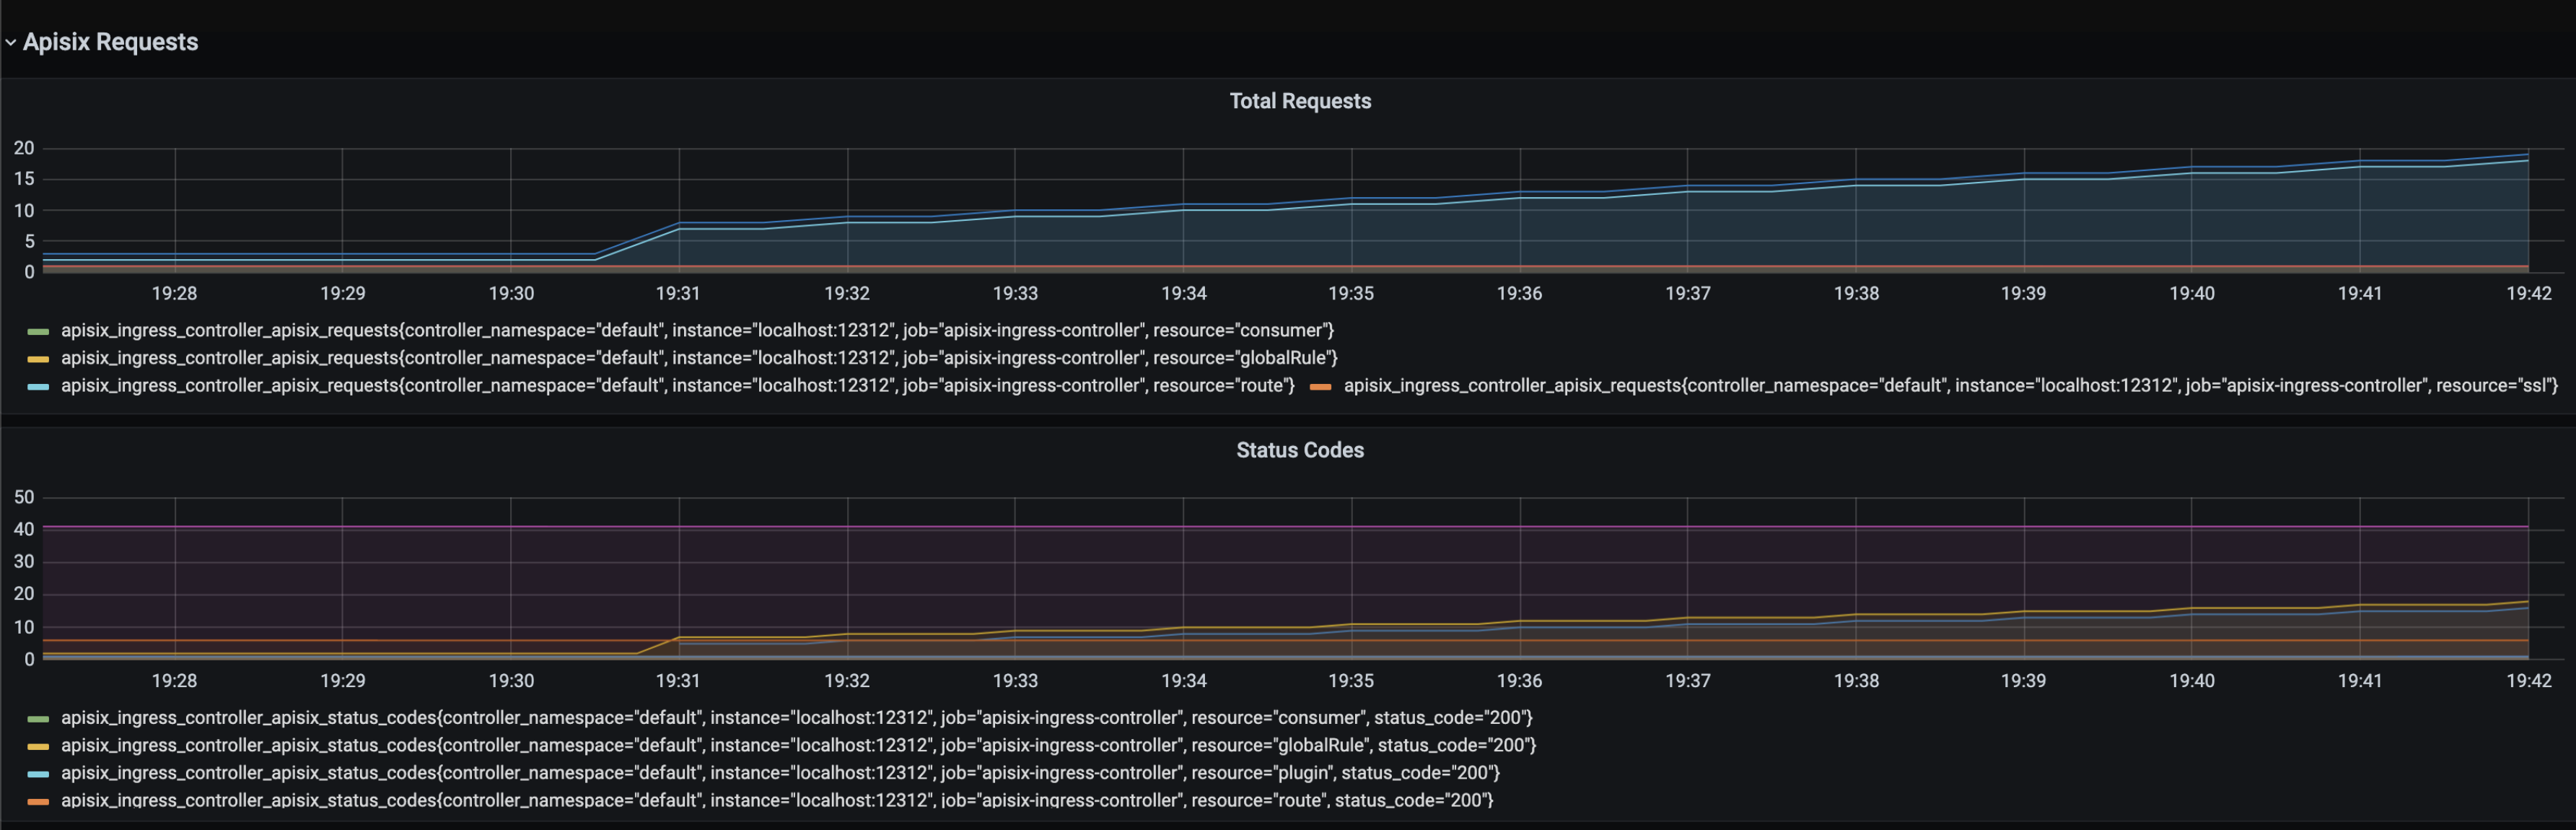 Apisix Requests
Total Requests
20
15
10
5
0
19:28 19:29 19:30 19:31 19:32 19:33 19:34 19:35 19:36 19:37 19:38 19:39 19:40 19:41 19:42
apisix_ingress_controller_apisix_requests{controller_namespace="default", instance="localhost:12312", job="apisix-ingress-controller", resource="consumer"}
apisix_ingress_controller_apisix_requests{controller_namespace="default", instance="localhost:12312", job="apisix-ingress-controller", resource="globalRule"}
apisix_ingress_controller_apisix_requests{controller_namespace="default", instance="localhost:12312", job="apisix-ingress-controller", resource="route"} apisix_ingress_controller_apisix_requests{controller_namespace="default", instance="localhost:12312", job="apisix-ingress-controller", resource="ssl"}
Status Codes
50
40
30
20
10
0
19:28 19:29 19:30 19:31 19:32 19:33 19:34 19:35 19:36 19:37 19:38 19:39 19:40 19:41 19:42
apisix_ingress_controller_apisix_status_codes{controller_namespace="default", instance="localhost:12312", job="apisix-ingress-controller", resource="consumer", status_code="200"}
apisix_ingress_controller_apisix_status_codes{controller_namespace="default", instance="localhost:12312", job="apisix-ingress-controller", resource="globalRule", status_code="200"}
apisix_ingress_controller_apisix_status_codes{controller_namespace="default", instance="localhost:12312", job="apisix-ingress-controller", resource="plugin", status_code="200"}
apisix_ingress_controller_apisix_status_codes{controller_namespace="default", instance="localhost:12312", job="apisix-ingress-controller", resource="route", status_code="200"}